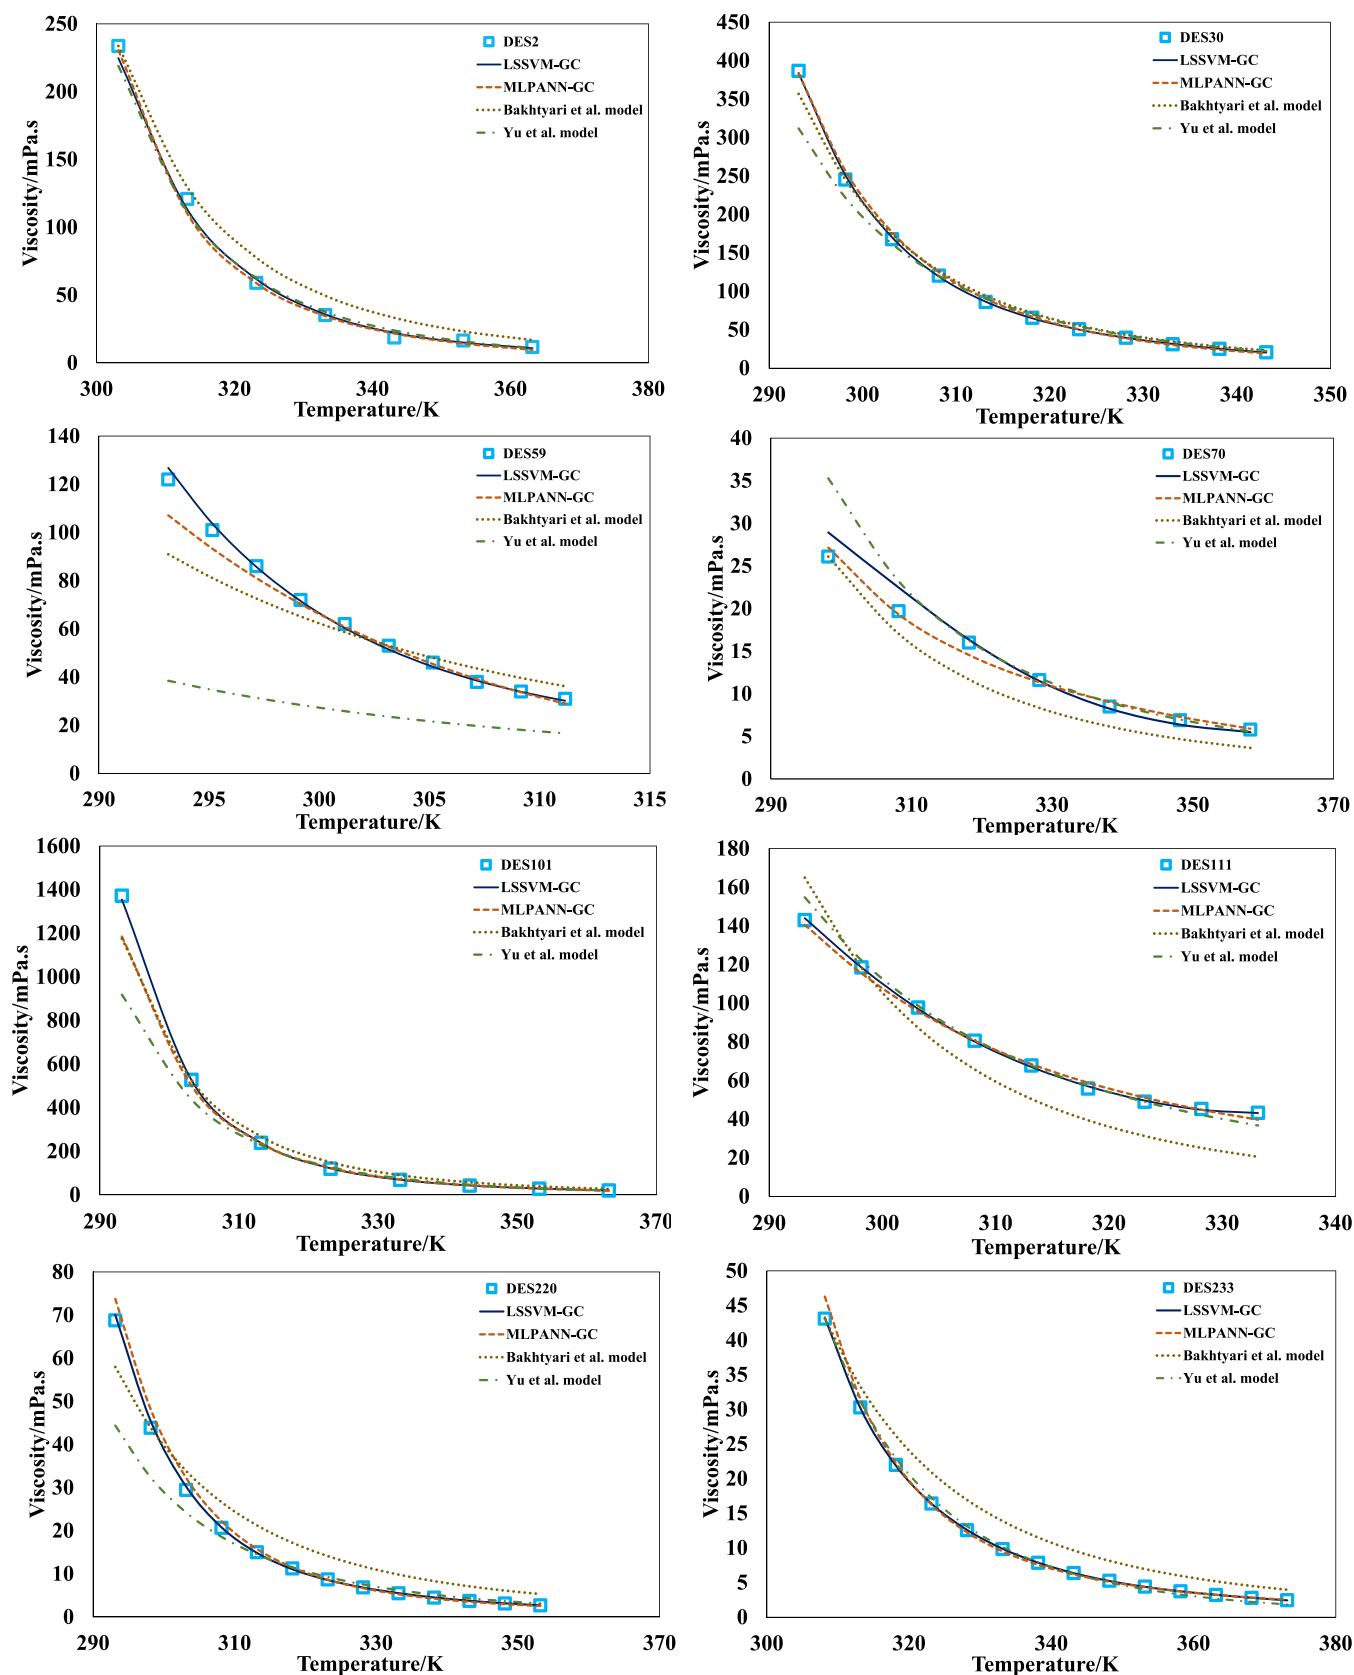 Viscosity/mPa.s
250
200
150
100
50
0
300
320
340
360
380
Temperature/K
DES2
LSSVM-GC
MLPANN-GC
Bakhtyari et al. model
Yu et al. model
Viscosity/mPa.s
450
400
350
300
250
200
150
100
50
0
290
300
310
320
330
340
350
Temperature/K
DES30
LSSVM-GC
MLPANN-GC
Bakhtyari et al. model
Yu et al. model
Viscosity/mPa.s
140
120
100
80
60
40
20
0
290
295
300
305
310
315
Temperature/K
DES59
LSSVM-GC
MLPANN-GC
Bakhtyari et al. model
Yu et al. model
Viscosity/mPa.s
40
35
30
25
20
15
10
5
0
290
310
330
350
370
Temperature/K
DES70
LSSVM-GC
MLPANN-GC
Bakhtyari et al. model
Yu et al. model
Viscosity/mPa.s
1600
1400
1200
1000
800
600
400
200
0
290
310
330
350
370
Temperature/K
DES101
LSSVM-GC
MLPANN-GC
Bakhtyari et al. model
Yu et al. model
Viscosity/mPa.s
180
160
140
120
100
80
60
40
20
0
290
300
310
320
330
340
Temperature/K
DES111
LSSVM-GC
MLPANN-GC
Bakhtyari et al. model
Yu et al. model
Viscosity/mPa.s
80
70
60
50
40
30
20
10
0
290
310
330
350
370
Temperature/K
DES220
LSSVM-GC
MLPANN-GC
Bakhtyari et al. model
Yu et al. model
Viscosity/mPa.s
50
45
40
35
30
25
20
15
10
5
0
300
320
340
360
380
Temperature/K
DES233
LSSVM-GC
MLPANN-GC
Bakhtyari et al. model
Yu et al. model